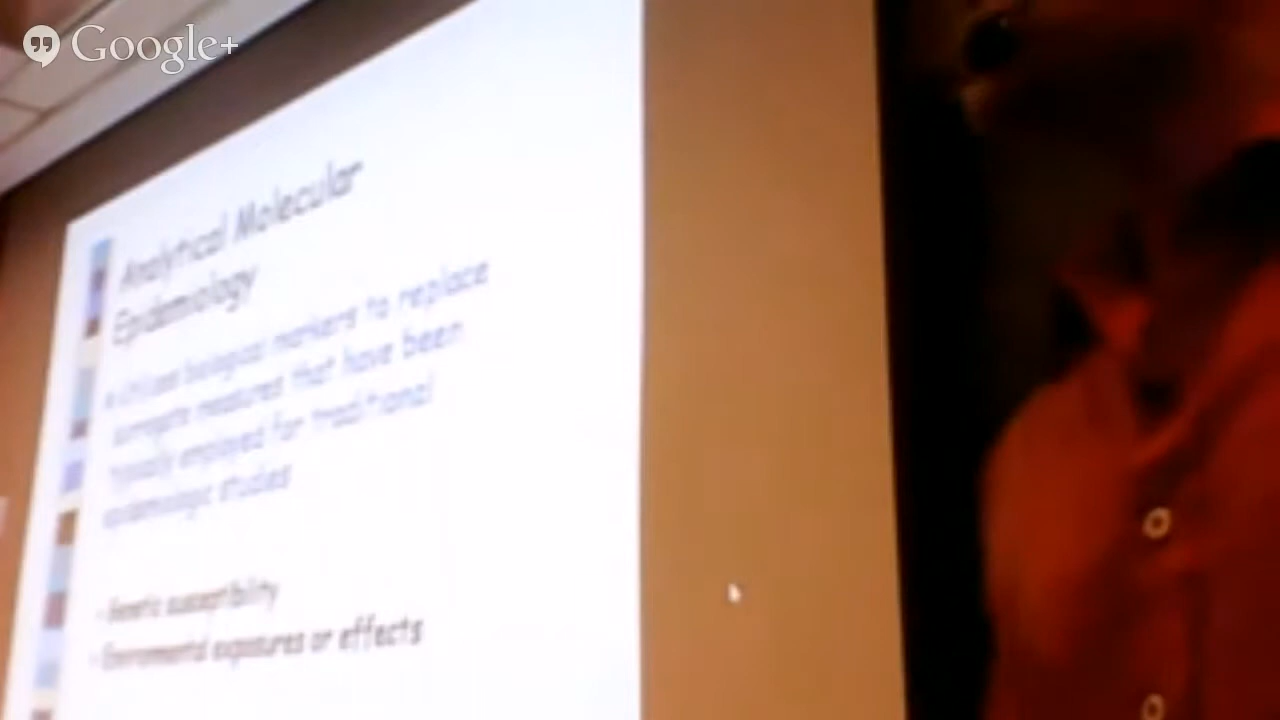 Google+
Analytical Molecular
Epidemiology
use biological markers to replace
surrogate measures that have been
typically employed for traditional
epidemiologic studies
- Genetic susceptibility
- Environmental exposures or effects